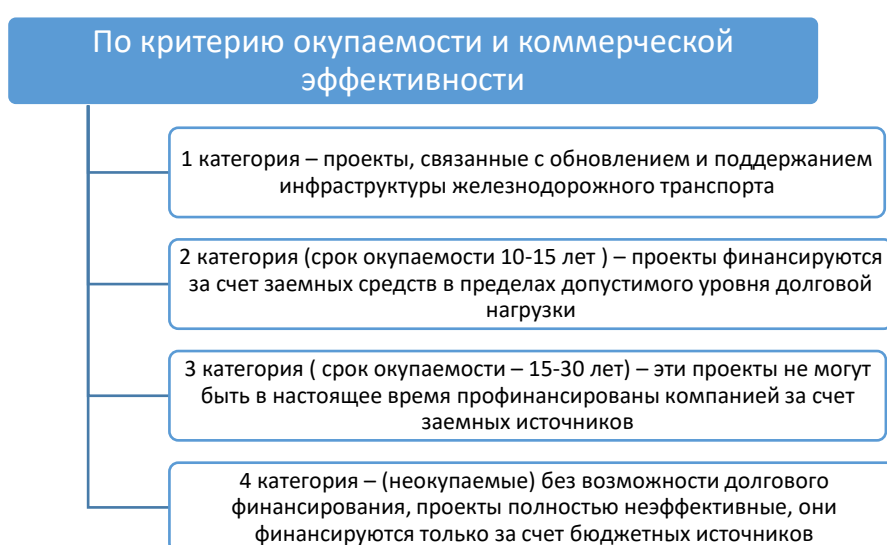 По критерию окупаемости и коммерческой
эффективности
1 категория – проекты, связанные с обновлением и поддержанием
инфраструктуры железнодорожного транспорта
2 категория (срок окупаемости 10-15 лет ) – проекты финансируются
за счет заемных средств в пределах допустимого уровня долговой
нагрузки
3 категория ( срок окупаемости – 15-30 лет) – эти проекты не могут
быть в настоящее время профинансированы компанией за счет
заемных источников
4 категория – (неокупаемые) без возможности долгового
финансирования, проекты полностью неэффективные, они
финансируются только за счет бюджетных источников